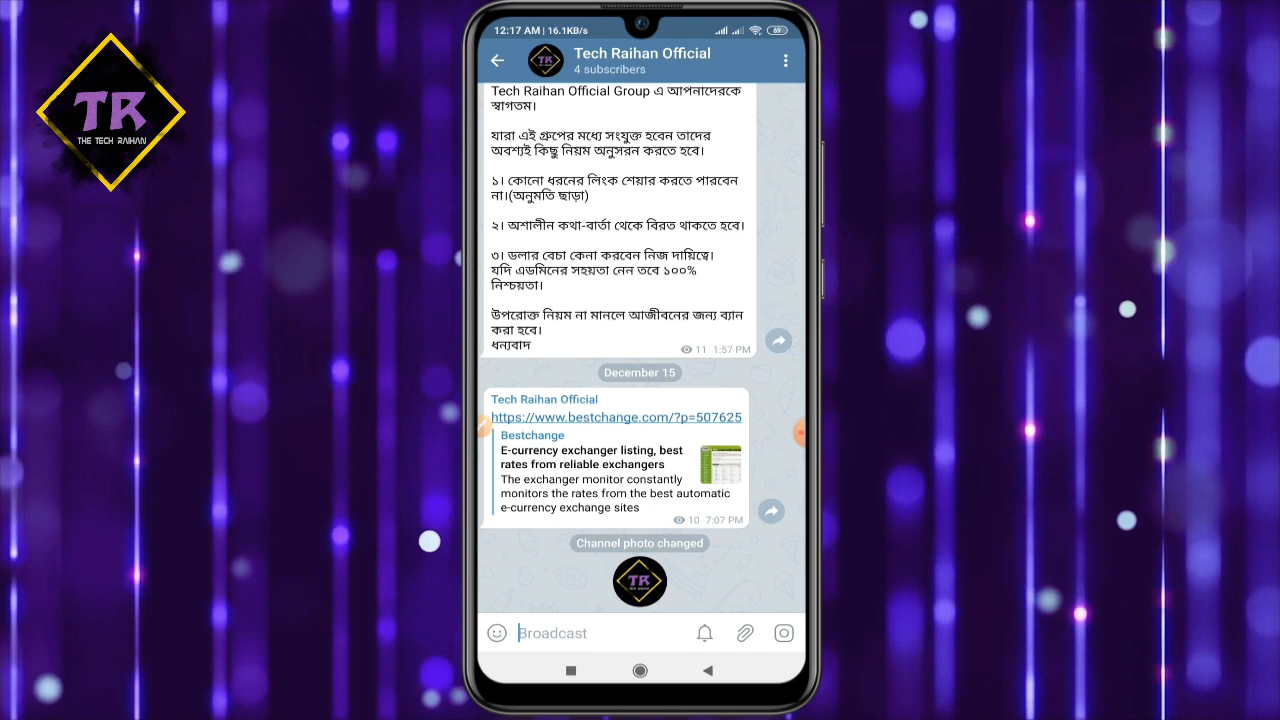 TR
THE TECH RAIHAN
12:17 AM | 16.1KB/s
69
TR
Tech Raihan Official
4 subscribers
Tech Raihan Official Group এ আপনাদেরকে
স্বাগতম।
যারা এই গ্রুপের মধ্যে সংযুক্ত হবেন তাদের
অবশ্যই কিছু নিয়ম অনুসরন করতে হবে।
১। কোনো ধরনের লিংক শেয়ার করতে পারবেন
না।(অনুমতি ছাড়া)
২। অশালীন কথা-বার্তা থেকে বিরত থাকতে হবে।
৩। ডলার বেচা কেনা করবেন নিজ দায়িত্বে।
যদি এডমিনের সহয়তা নেন তবে ১০০%
নিশ্চয়তা।
উপরোক্ত নিয়ম না মানলে আজীবনের জন্য ব্যান
করা হবে।
ধন্যবাদ
11 1:57 PM
December 15
Tech Raihan Official
https://www.bestchange.com/?p=507625
Bestchange
E-currency exchanger listing, best
rates from reliable exchangers
The exchanger monitor constantly
monitors the rates from the best automatic
e-currency exchange sites
10 7:07 PM
Channel photo changed
TR
Broadcast